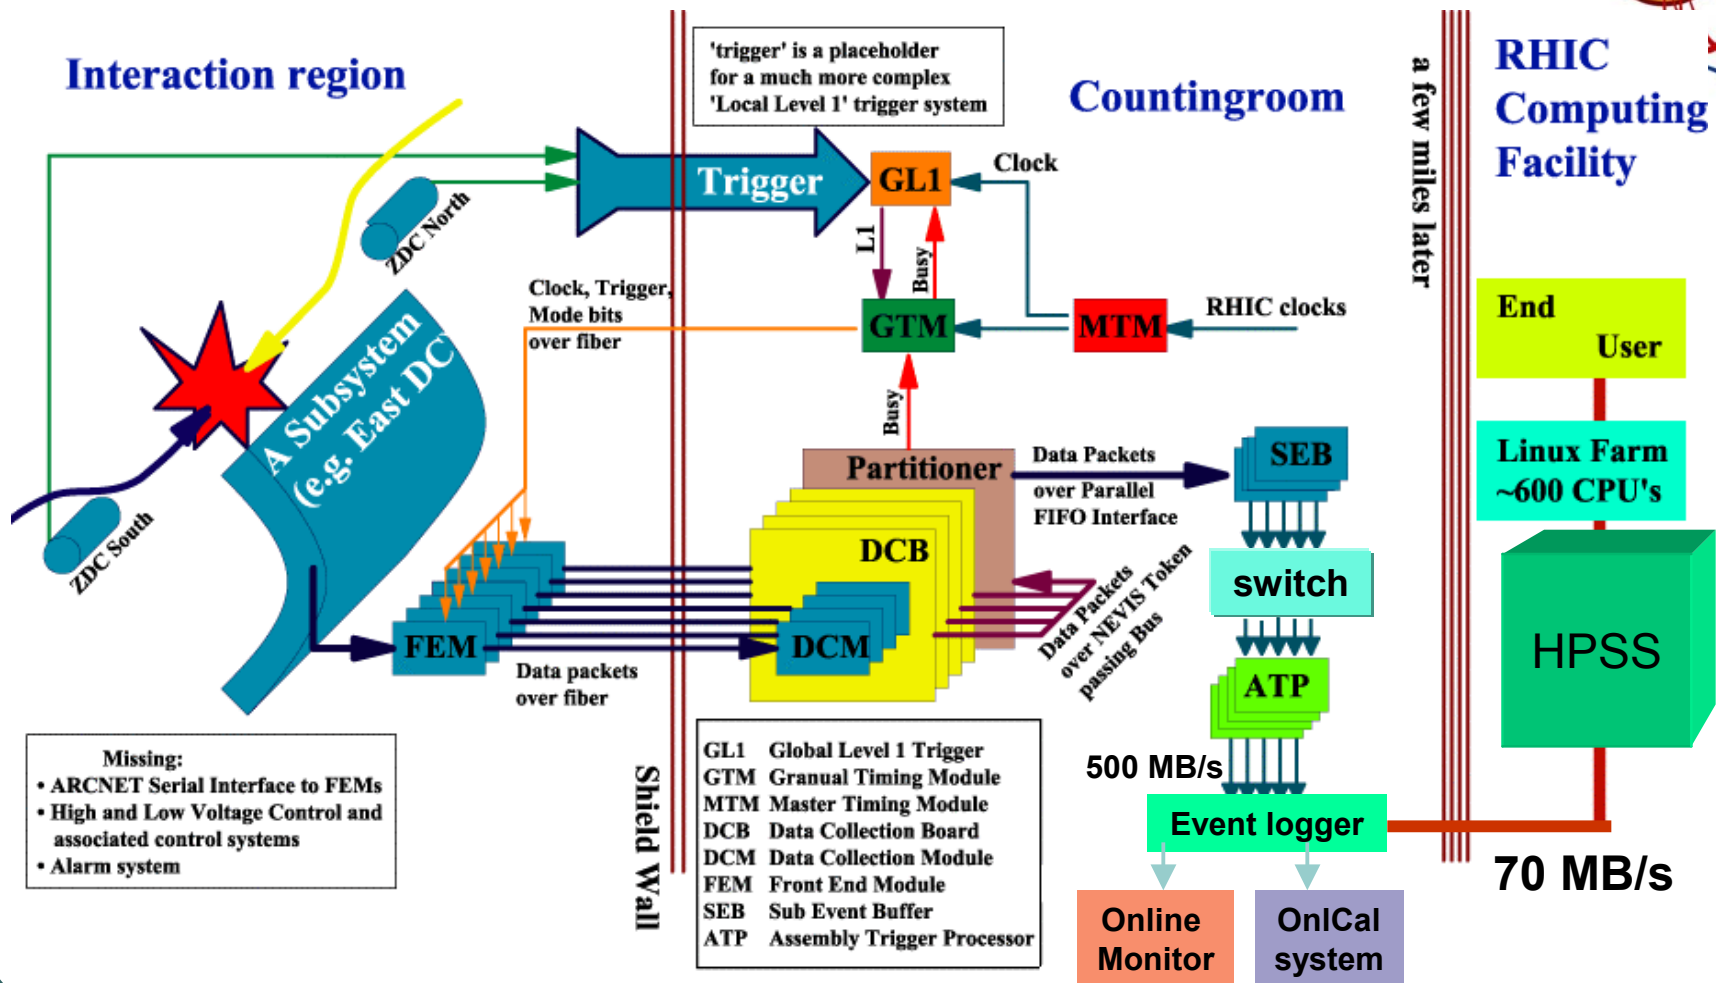 Interaction region
'trigger' is a placeholder
for a much more complex
'Local Level 1' trigger system
Countingroom
a few miles later
RHIC
Computing
Facility
Trigger
GL1
Clock
ZDC North
L1
Busy
Clock, Trigger,
Mode bits
over fiber
GTM
MTM
RHIC clocks
End
User
A Subsystem
(e.g. East DC)
Busy
Partitioner
Data Packets
over Parallel
FIFO Interface
SEB
Linux Farm
~600 CPU's
ZDC South
DCB
switch
Data Packets
over NEVIS Token
passing Bus
FEM
DCM
HPSS
Data packets
over fiber
ATP
Missing:
• ARCNET Serial Interface to FEMs
• High and Low Voltage Control and
associated control systems
• Alarm system
Shield Wall
GL1 Global Level 1 Trigger
GTM Granual Timing Module
MTM Master Timing Module
DCB Data Collection Board
DCM Data Collection Module
FEM Front End Module
SEB Sub Event Buffer
ATP Assembly Trigger Processor
500 MB/s
Event logger
70 MB/s
Online
Monitor
OnlCal
system